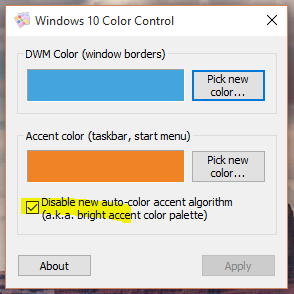 Windows 10 Color Control
DWM Color (window borders)
Pick new
color...
Accent color (taskbar, start menu)
Pick new
color...
Disable new auto-color accent algorithm
(a.k.a. bright accent color palette)
About
Apply